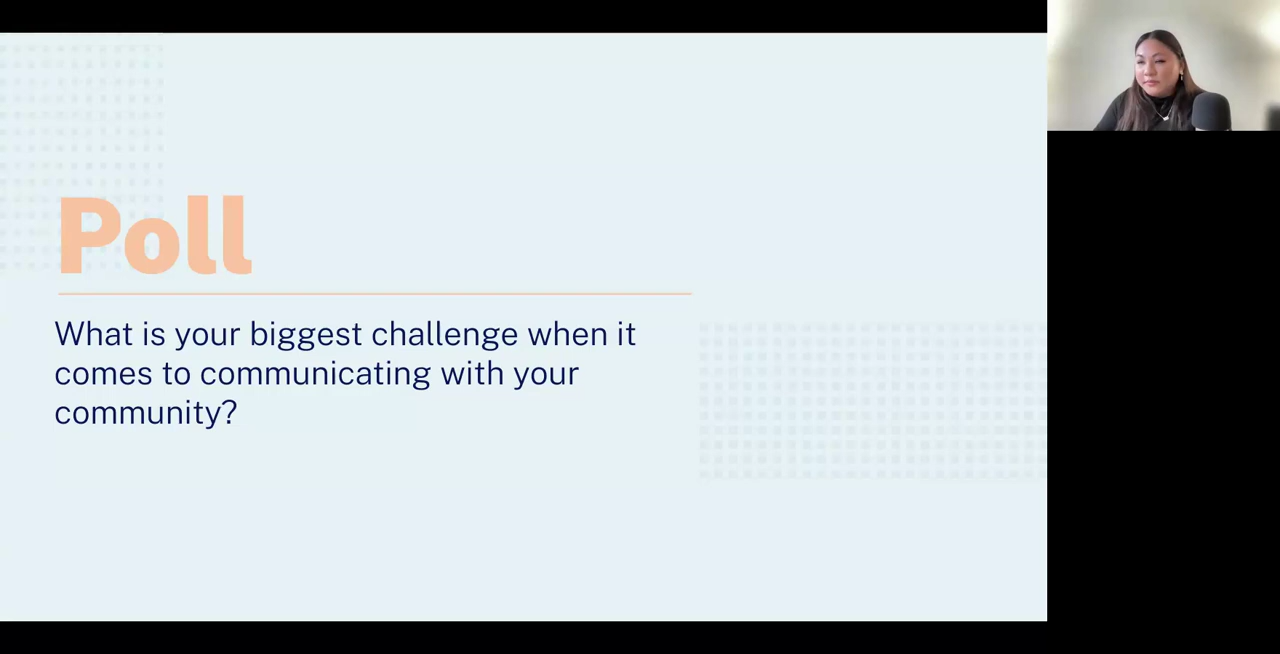 Poll
What is your biggest challenge when it
comes to communicating with your
community?